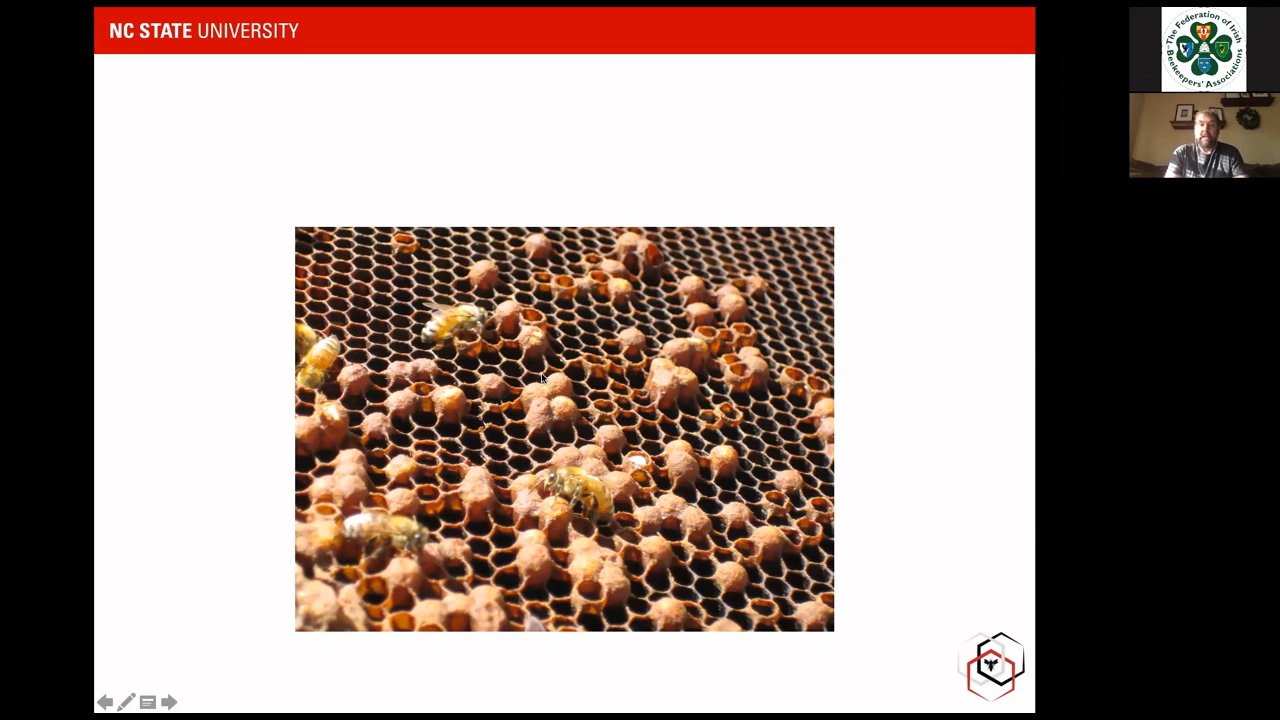 NC STATE UNIVERSITY
The Federation of Irish
Beekeepers' Associations